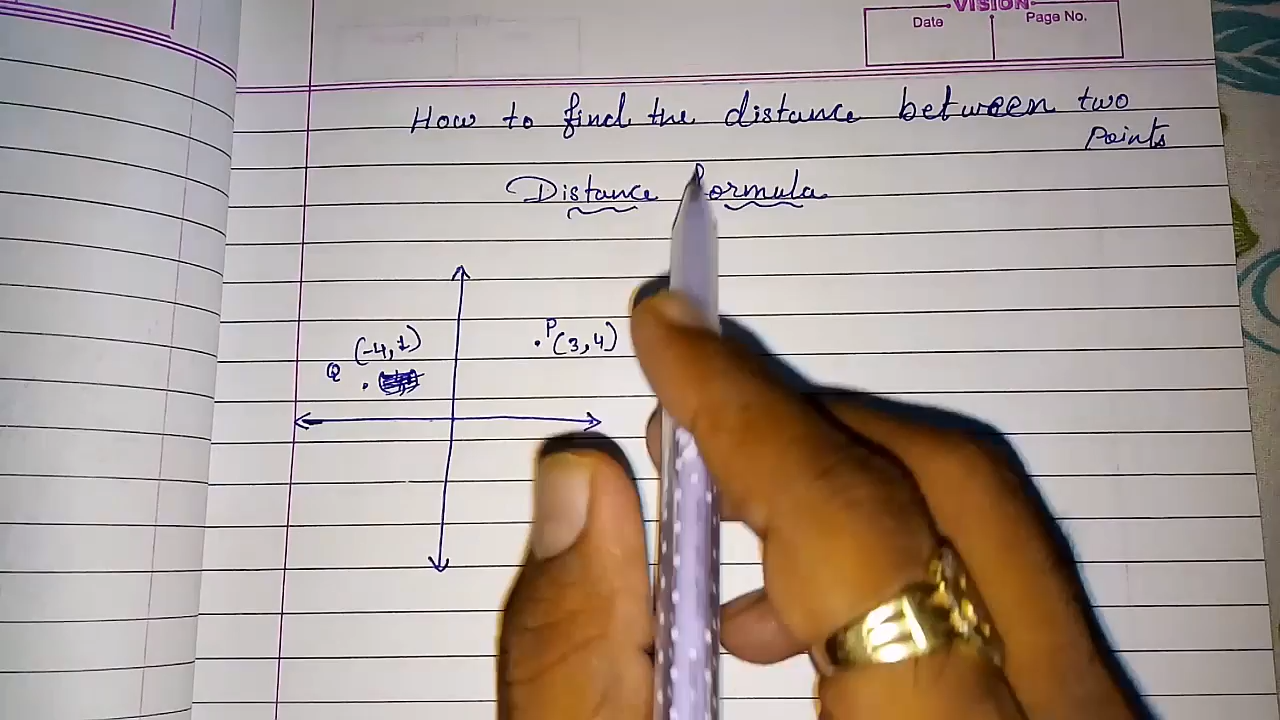 VISION
Date
Page No.
How to find the distance between two
Points
Distance Formula
P(3,4)
(-4,1)
Q